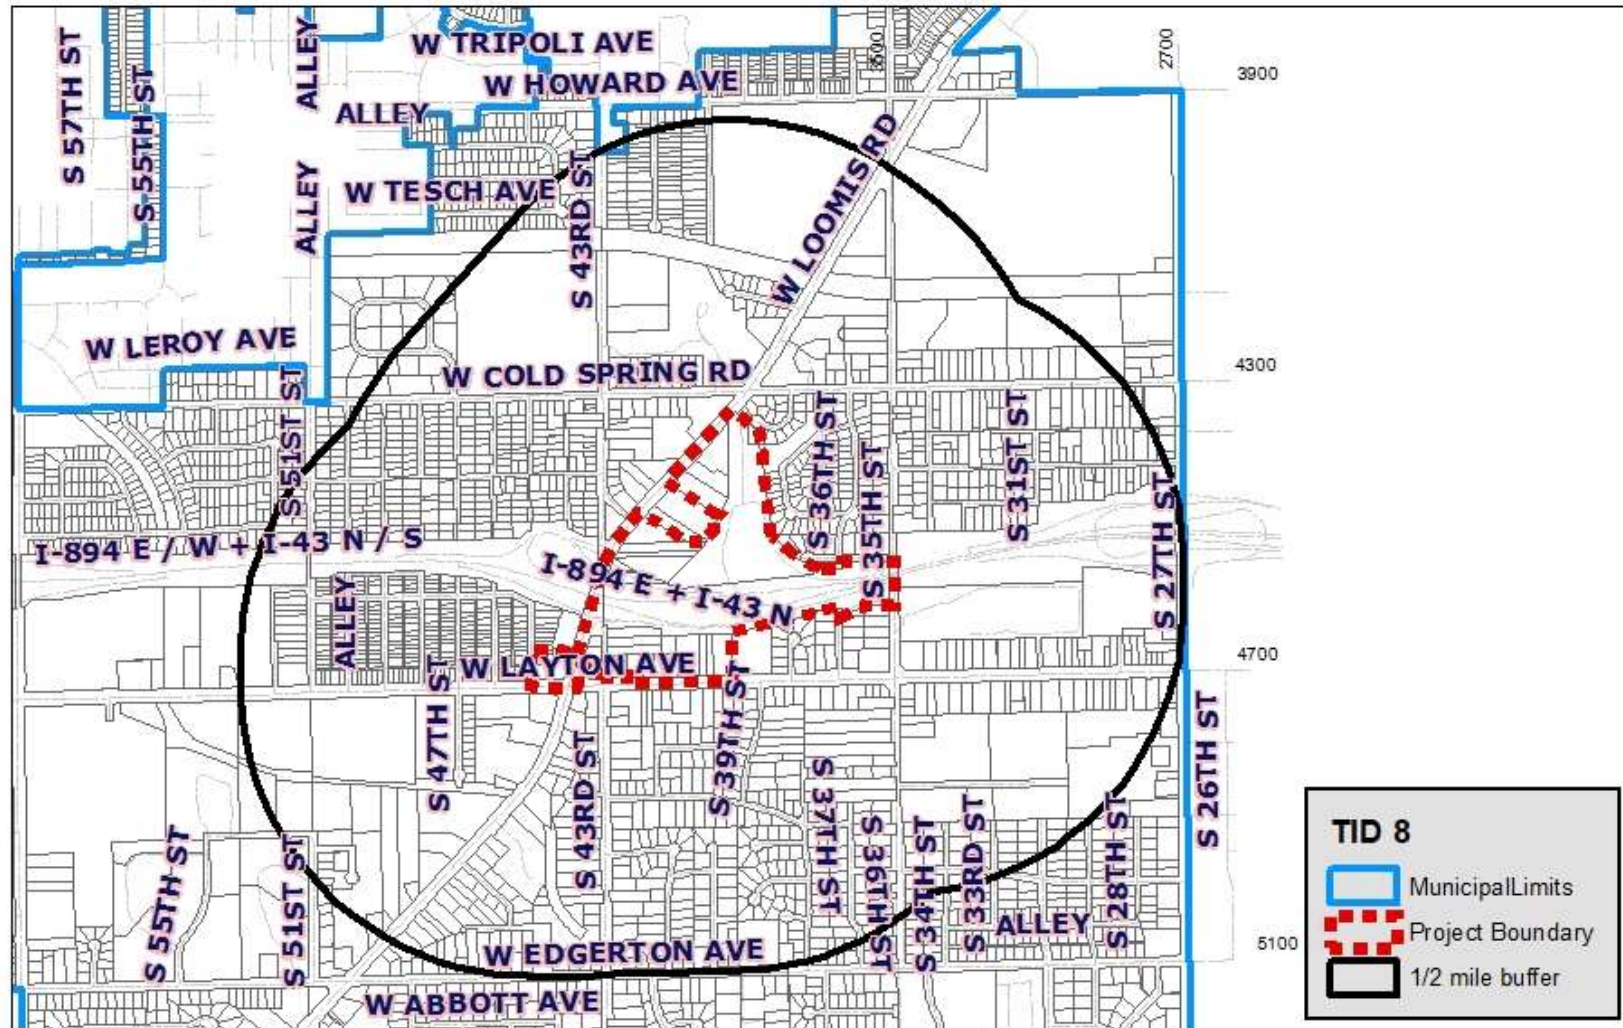 S 57TH ST
S 55TH ST
ALLEY
W TRIPOLI AVE
W HOWARD AVE
ALLEY
2700
3900
ALLEY
W TESCH AVE
S 43RD ST
W LOOMIS RD
W LEROY AVE
W COLD SPRING RD
4300
S 51ST ST
S 36TH ST
S 35TH ST
S 31ST ST
S 27TH ST
I-894 E / W + I-43 N / S
I-894 E + I-43 N
ALLEY
W LAYTON AVE
4700
S 47TH ST
S 39TH ST
S 26TH ST
S 43RD ST
S 37TH ST
S 36TH ST
S 34TH ST
S 33RD ST
S 28TH ST
S 55TH ST
S 51ST ST
ALLEY
W EDGERTON AVE
5100
W ABBOTT AVE
TID 8
MunicipalLimits
Project Boundary
1/2 mile buffer